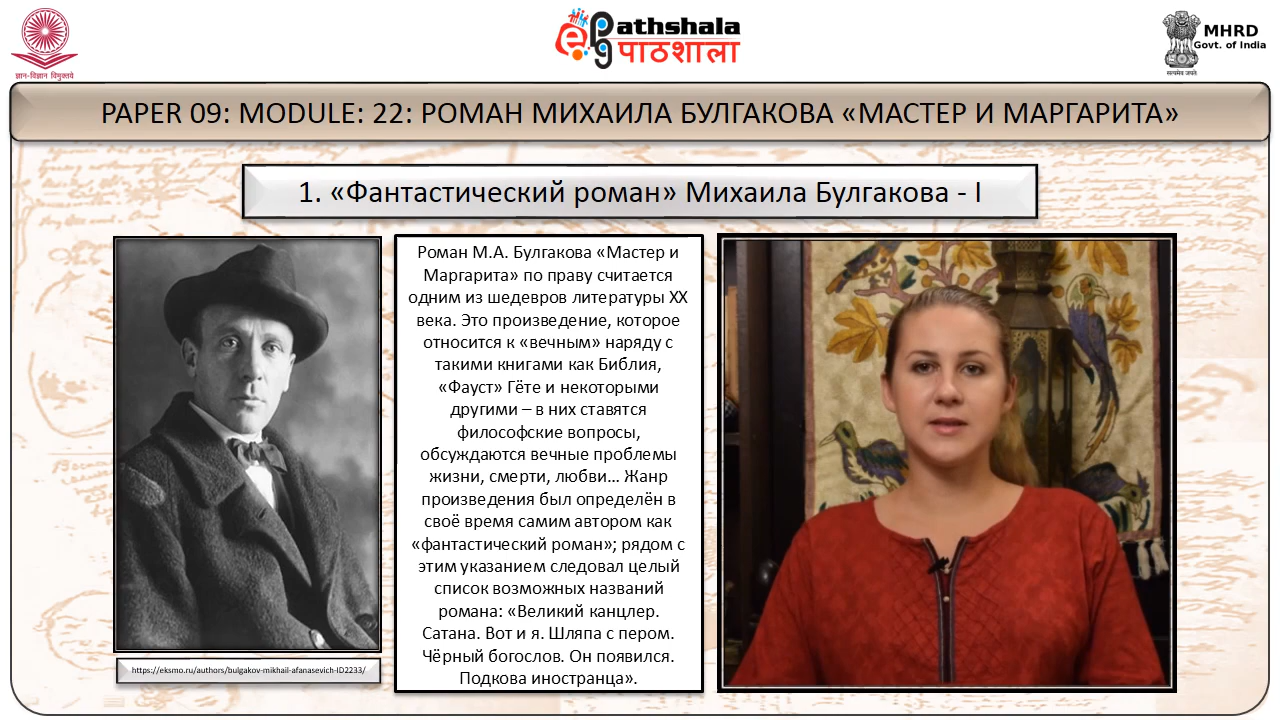 ज्ञान-विज्ञान विमुक्तये
ePathshala
पाठशाला
सत्यमेव जयते
MHRD
Govt. of India
PAPER 09: MODULE: 22: РОМАН МИХАИЛА БУЛГАКОВА «МАСТЕР И МАРГАРИТА»
1. «Фантастический роман» Михаила Булгакова - I
Роман М.А. Булгакова «Мастер и
Маргарита» по праву считается
одним из шедевров литературы XX
века. Это произведение, которое
относится к «вечным» наряду с
такими книгами как Библия,
«Фауст» Гёте и некоторыми
другими – в них ставятся
философские вопросы,
обсуждаются вечные проблемы
жизни, смерти, любви... Жанр
произведения был определён в
своё время самим автором как
«фантастический роман»; рядом с
этим указанием следовал целый
список возможных названий
романа: «Великий канцлер.
Сатана. Вот и я. Шляпа с пером.
Чёрный богослов. Он появился.
Подкова иностранца».
https://eksmo.ru/authors/bulgakov-mikhail-afanasevich-ID2233/